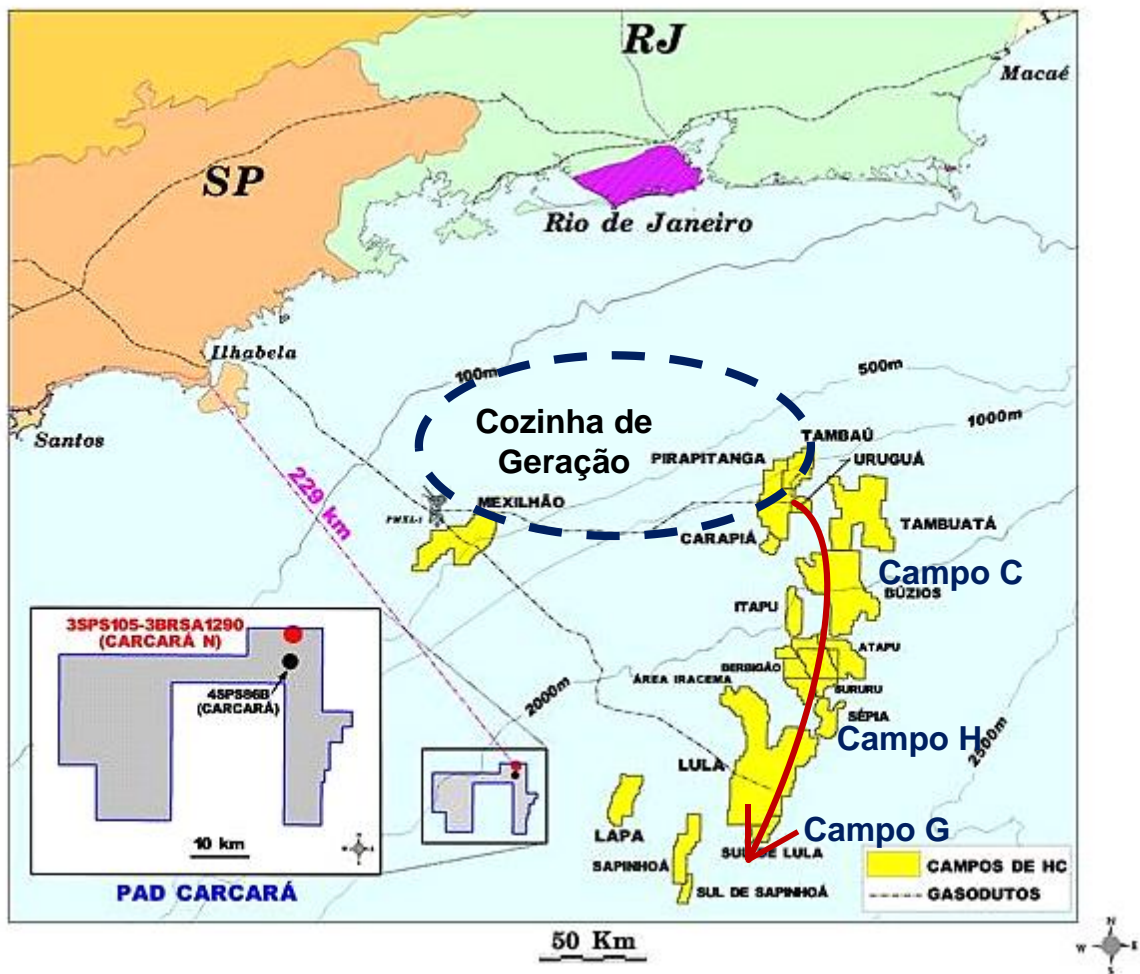 RJ
Macaé
SP
Rio de Janeiro
Ilhabela
Santos
100m
500m
1000m
Cozinha de
Geração
TAMBAÚ
PIRAPITANGA
URUGUÁ
MEXILHÃO
PMXL-1
229 km
CARAPIÁ
TAMBUATÁ
Campo C
BÚZIOS
ITAPU
ATAPU
BERBIGÃO
ÁREA IRACEMA
SURURU
SÉPIA
2000m
2500m
Campo H
LULA
3SPS105-3BRSA1290
(CARCARÁ N)
4SPS86B
(CARCARÁ)
10 km
PAD CARCARÁ
LAPA
Campo G
SAPINHOÁ
SUL DE LULA
SUL DE SAPINHOÁ
CAMPOS DE HC
GASODUTOS
50 Km
N
W
E
S